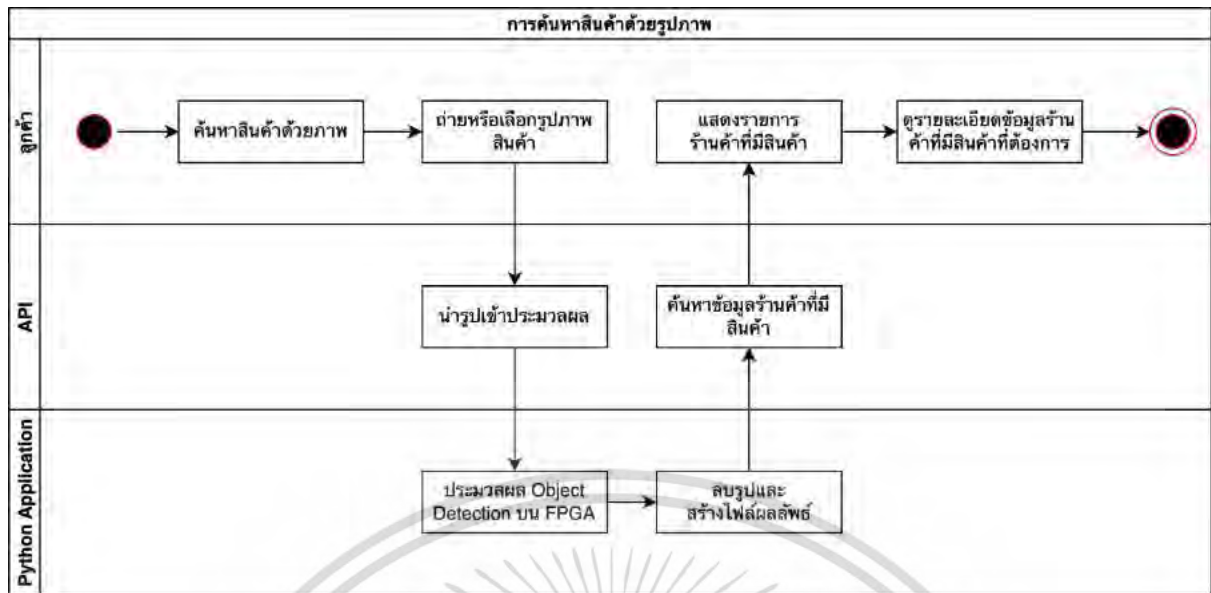 การค้นหาสินค้าด้วยรูปภาพ
ลูกค้า
ค้นหาสินค้าด้วยภาพ
ถ่ายหรือเลือกรูปภาพ
สินค้า
แสดงรายการ
ร้านค้าที่มีสินค้า
ดูรายละเอียดข้อมูลร้าน
ค้าที่มีสินค้าที่ต้องการ
API
นำรูปเข้าประมวลผล
ค้นหาข้อมูลร้านค้าที่มี
สินค้า
Python Application
ประมวลผล Object
Detection บน FPGA
ลบรูปและ
สร้างไฟล์ผลลัพธ์